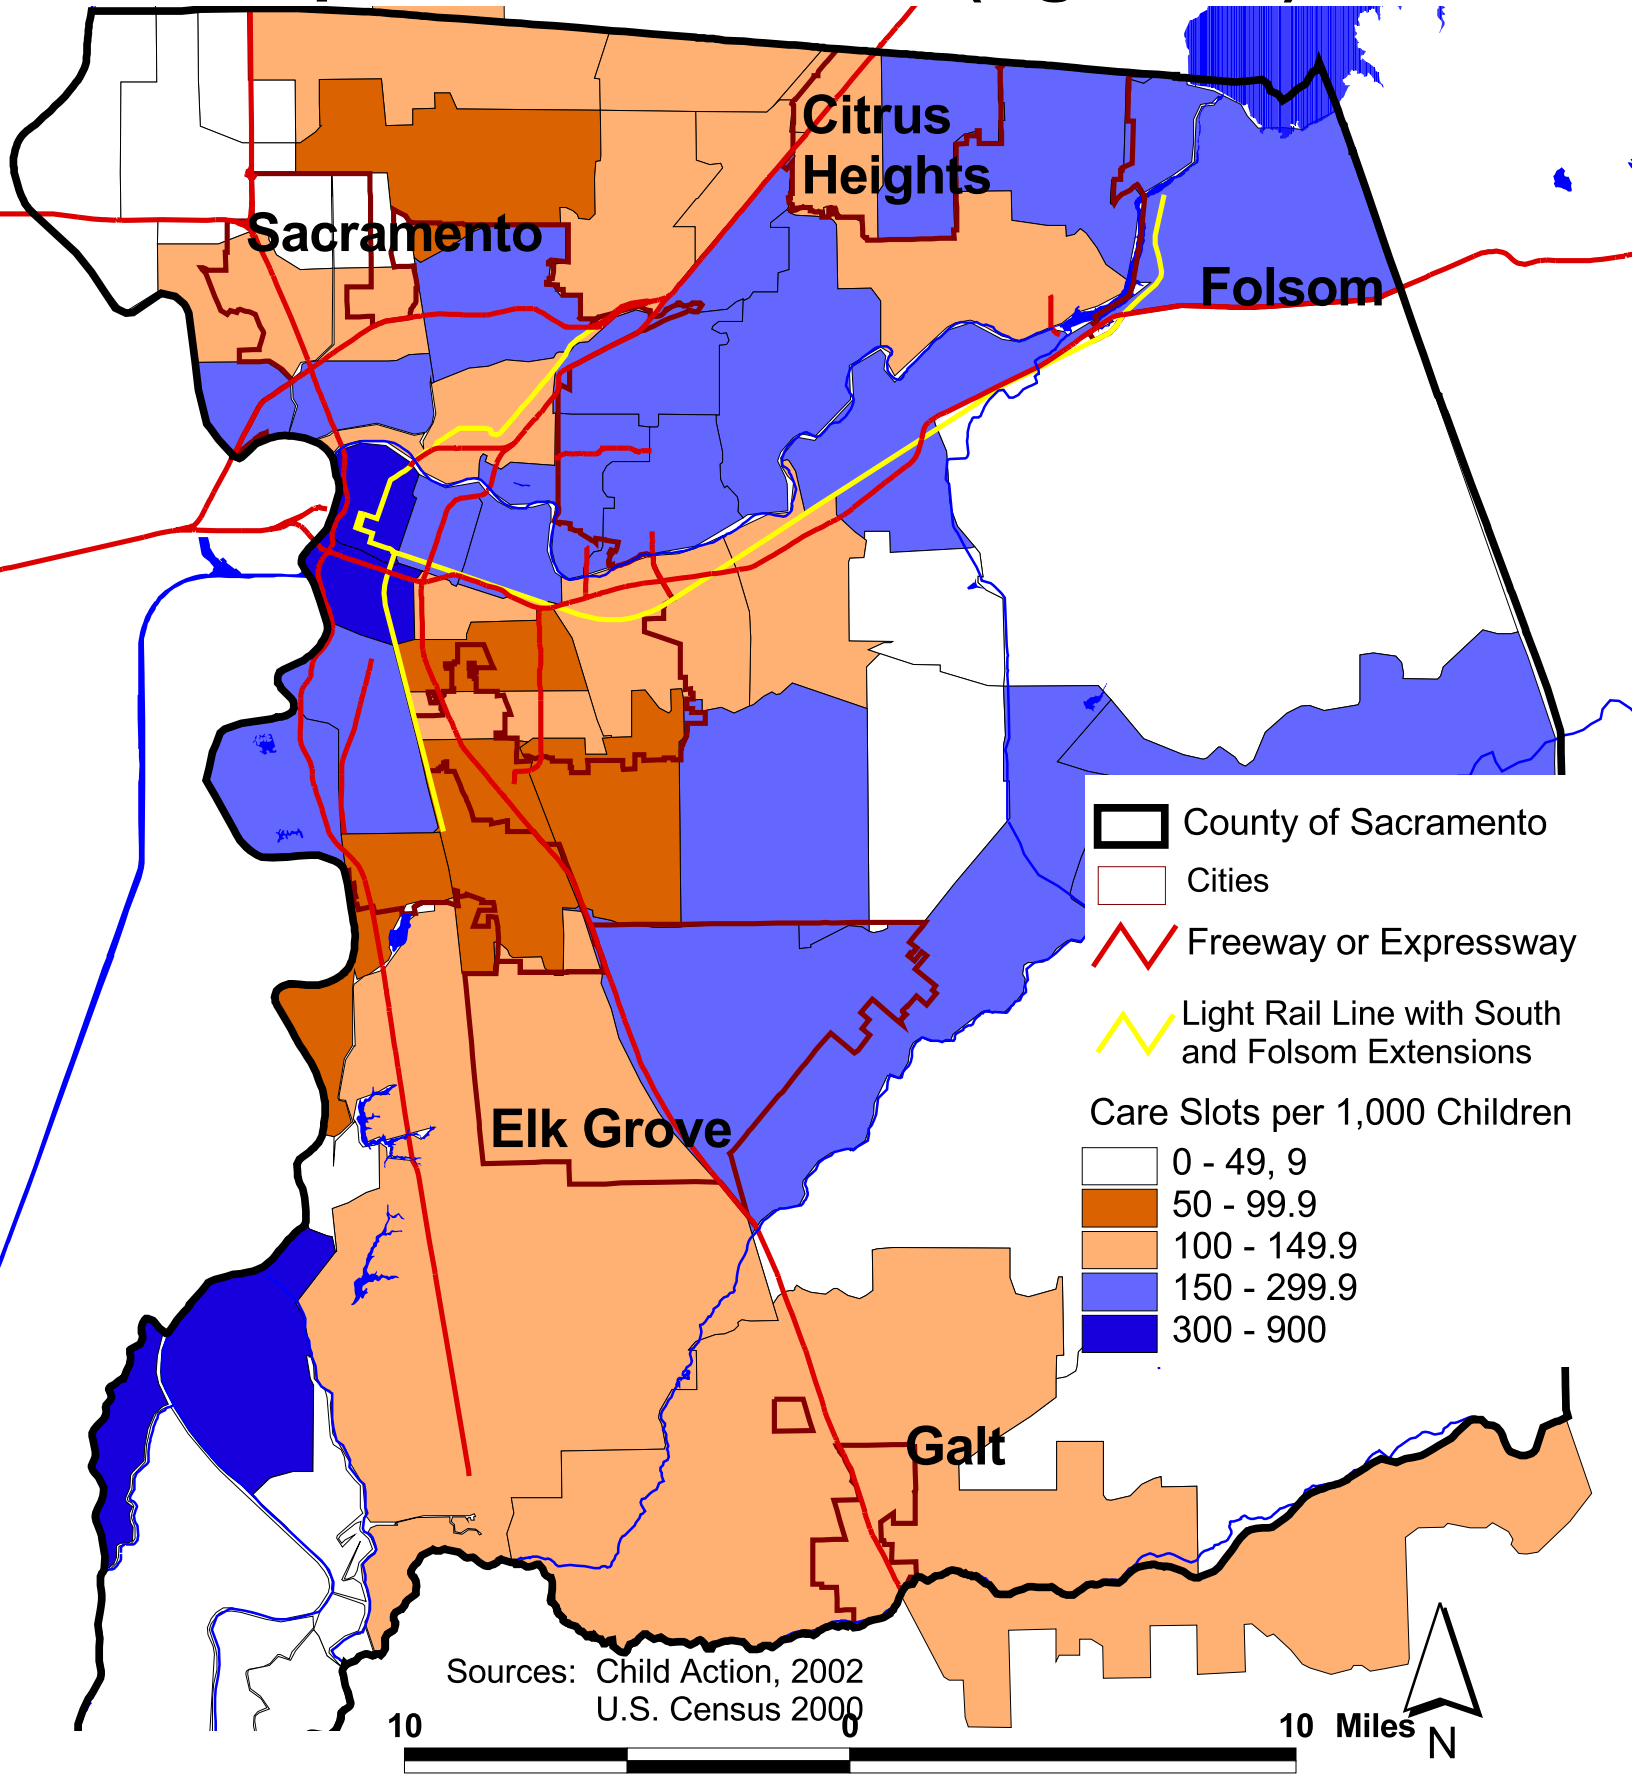 Citrus
Heights
Sacramento
Folsom
County of Sacramento
Cities
Freeway or Expressway
Light Rail Line with South
and Folsom Extensions
Care Slots per 1,000 Children
0 - 49, 9
50 - 99.9
100 - 149.9
150 - 299.9
300 - 900
Elk Grove
Galt
Sources: Child Action, 2002
U.S. Census 2000
10 0 10 Miles
N